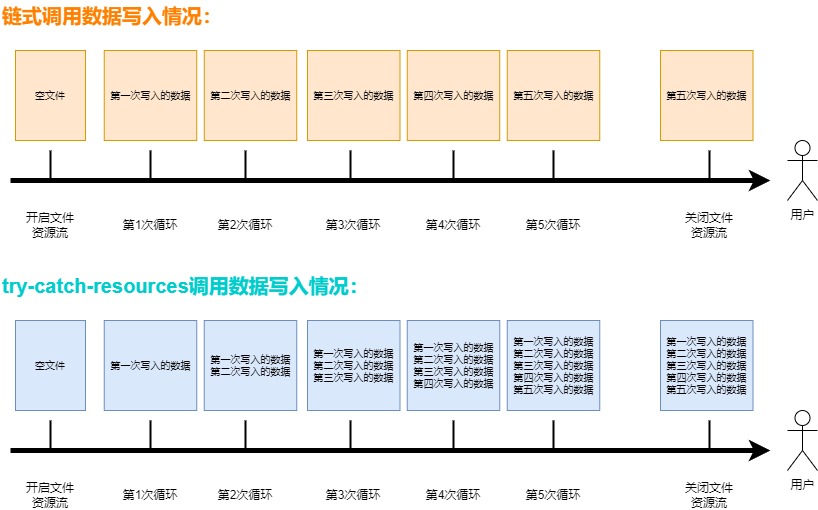 链式调用数据写入情况：
空文件
第一次写入的数据
第二次写入的数据
第三次写入的数据
第四次写入的数据
第五次写入的数据
第五次写入的数据
开启文件
资源流
第1次循环
第2次循环
第3次循环
第4次循环
第5次循环
关闭文件
资源流
用户
try-catch-resources调用数据写入情况：
空文件
第一次写入的数据
第一次写入的数据
第二次写入的数据
第一次写入的数据
第二次写入的数据
第三次写入的数据
第一次写入的数据
第二次写入的数据
第三次写入的数据
第四次写入的数据
第一次写入的数据
第二次写入的数据
第三次写入的数据
第四次写入的数据
第五次写入的数据
第一次写入的数据
第二次写入的数据
第三次写入的数据
第四次写入的数据
第五次写入的数据
开启文件
资源流
第1次循环
第2次循环
第3次循环
第4次循环
第5次循环
关闭文件
资源流
用户